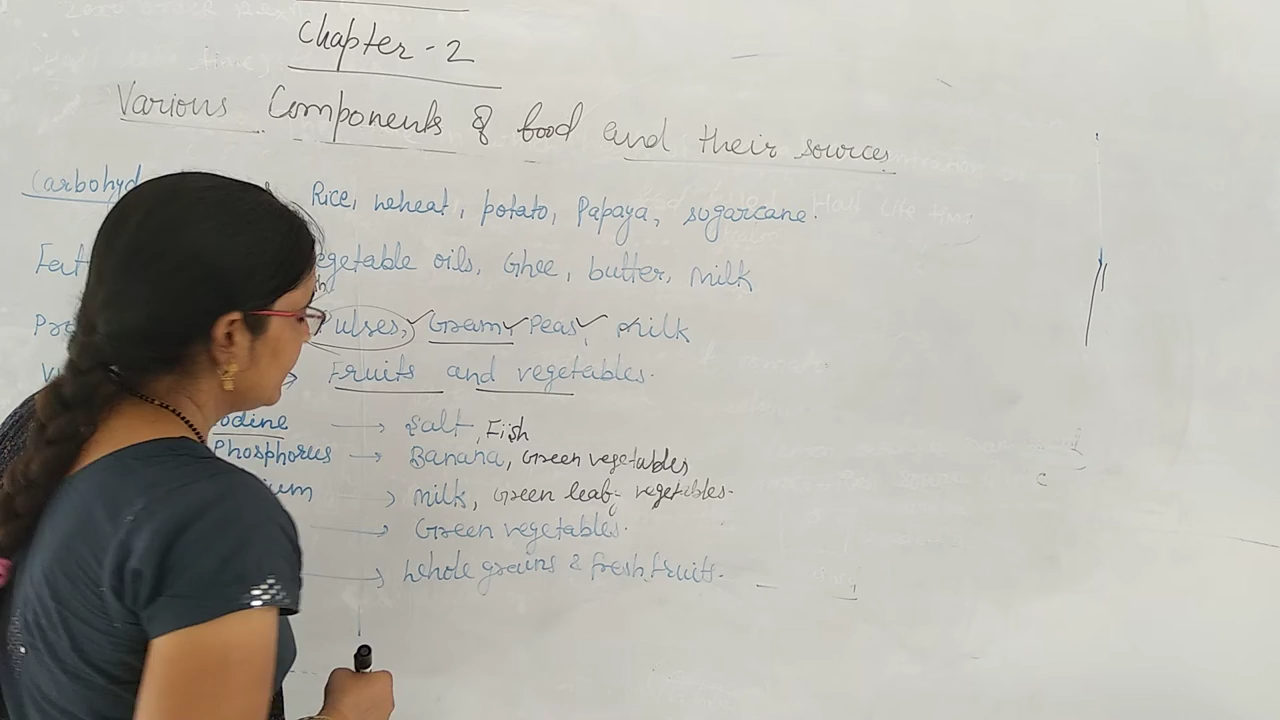 Chapter - 2
Various Components of food and their sources
Carbohyd Rice, wheat, potato, Papaya, sugarcane.
Fat egetable oils, Ghee, butter, Milk
Pro Pulses, Gram, Peas, Milk
Vi → Fruits and vegetables.
odine → Salt, Fish
Phosphorus → Banana, Green vegetables
ium → milk, Green leafy vegetables.
→ Green vegetables.
→ Whole grains & fresh fruits.